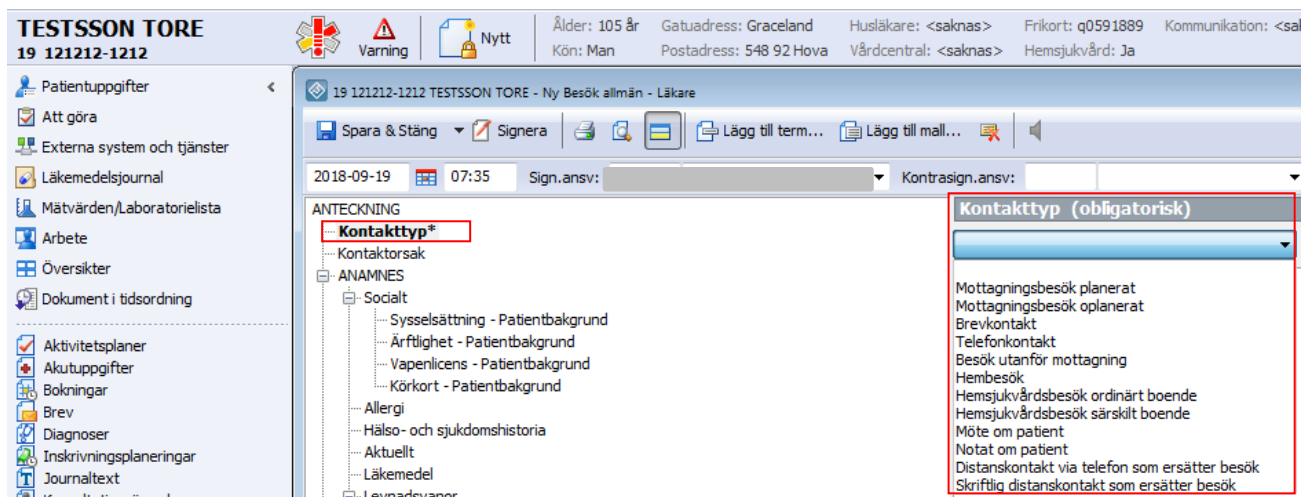 TESTSSON TORE
19 121212-1212
Varning
Nytt
Ålder: 105 år Gatuadress: Graceland Husläkare: <saknas> Frikort: q0591889 Kommunikation: <sal
Kön: Man Postadress: 548 92 Hova Vårdcentral: <saknas> Hemsjukvård: Ja
Patientuppgifter
Att göra
Externa system och tjänster
Läkemedelsjournal
Mätvärden/Laboratorielista
Arbete
Översikter
Dokument i tidsordning
Aktivitetsplaner
Akutuppgifter
Bokningar
Brev
Diagnoser
Inskrivningsplaneringar
Journaltext
19 121212-1212 TESTSSON TORE - Ny Besök allmän - Läkare
Spara & Stäng Signera Lägg till term... Lägg till mall...
2018-09-19 07:35 Sign.ansv: Kontrasign.ansv:
ANTECKNING
Kontakttyp*
Kontaktorsak
ANAMNES
Socialt
Sysselsättning - Patientbakgrund
Ärftlighet - Patientbakgrund
Vapenlicens - Patientbakgrund
Körkort - Patientbakgrund
Allergi
Hälso- och sjukdomshistoria
Aktuellt
Läkemedel
Levnadsvanor
Kontakttyp (obligatorisk)
Mottagningsbesök planerat
Mottagningsbesök oplanerat
Brevkontakt
Telefonkontakt
Besök utanför mottagning
Hembesök
Hemsjukvårdsbesök ordinärt boende
Hemsjukvårdsbesök särskilt boende
Möte om patient
Notat om patient
Distanskontakt via telefon som ersätter besök
Skriftlig distanskontakt som ersätter besök